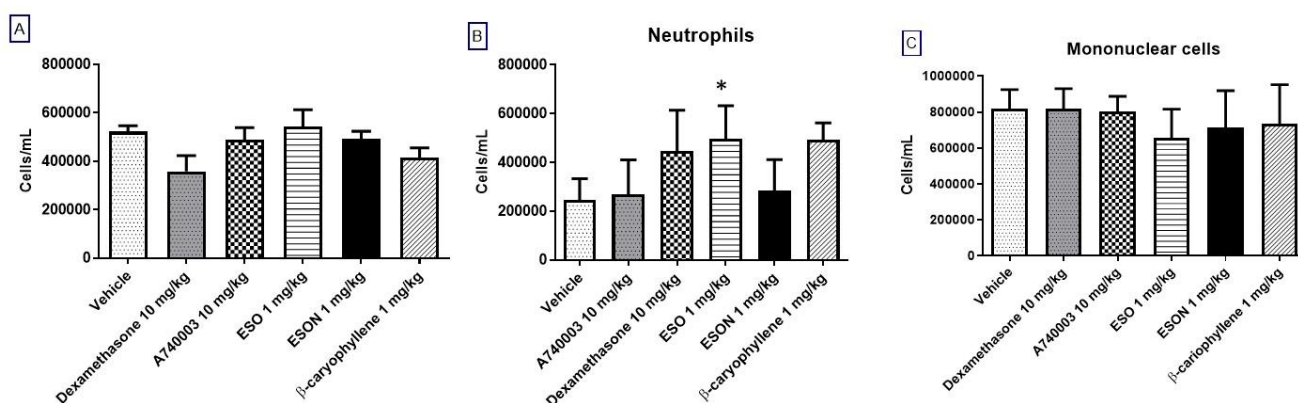 A
Cells/mL
800000
600000
400000
200000
0
Vehicle
Dexamethasone 10 mg/kg
A740003 10 mg/kg
ESO 1 mg/kg
ESON 1 mg/kg
β-caryophyllene 1 mg/kg
B
Neutrophils
Cells/mL
800000
600000
400000
200000
0
*
Vehicle
A740003 10 mg/kg
Dexamethasone 10 mg/kg
ESO 1 mg/kg
ESON 1 mg/kg
β-caryophyllene 1 mg/kg
C
Mononuclear cells
Cells/mL
1000000
800000
600000
400000
200000
0
Vehicle
Dexamethasone 10 mg/kg
A740003 10 mg/kg
ESO 1 mg/kg
ESON 1 mg/kg
β-cariophyllene 1 mg/kg